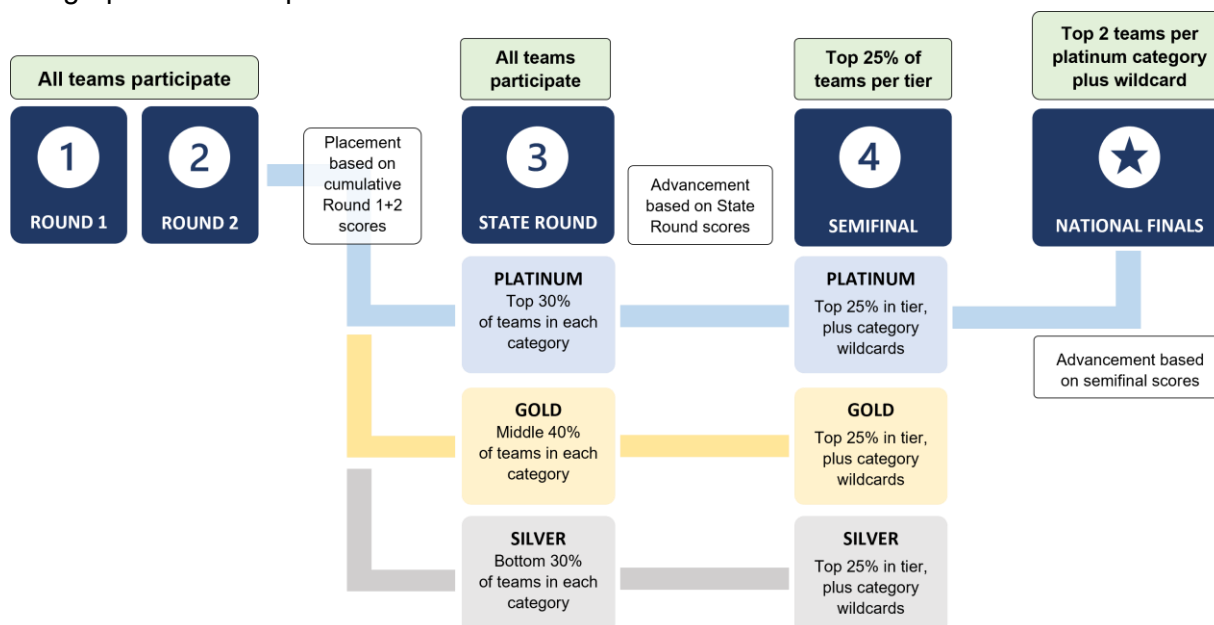 All teams participate
1
ROUND 1
2
ROUND 2
Placement
based on
cumulative
Round 1+2
scores
All teams
participate
3
STATE ROUND
Advancement
based on State
Round scores
Top 25% of
teams per tier
4
SEMIFINAL
Top 2 teams per
platinum category
plus wildcard
NATIONAL FINALS
Advancement based
on semifinal scores
PLATINUM
Top 30%
of teams in each
category
PLATINUM
Top 25% in tier,
plus category
wildcards
GOLD
Middle 40%
of teams in each
category
GOLD
Top 25% in tier,
plus category
wildcards
SILVER
Bottom 30%
of teams in each
category
SILVER
Top 25% in tier,
plus category
wildcards